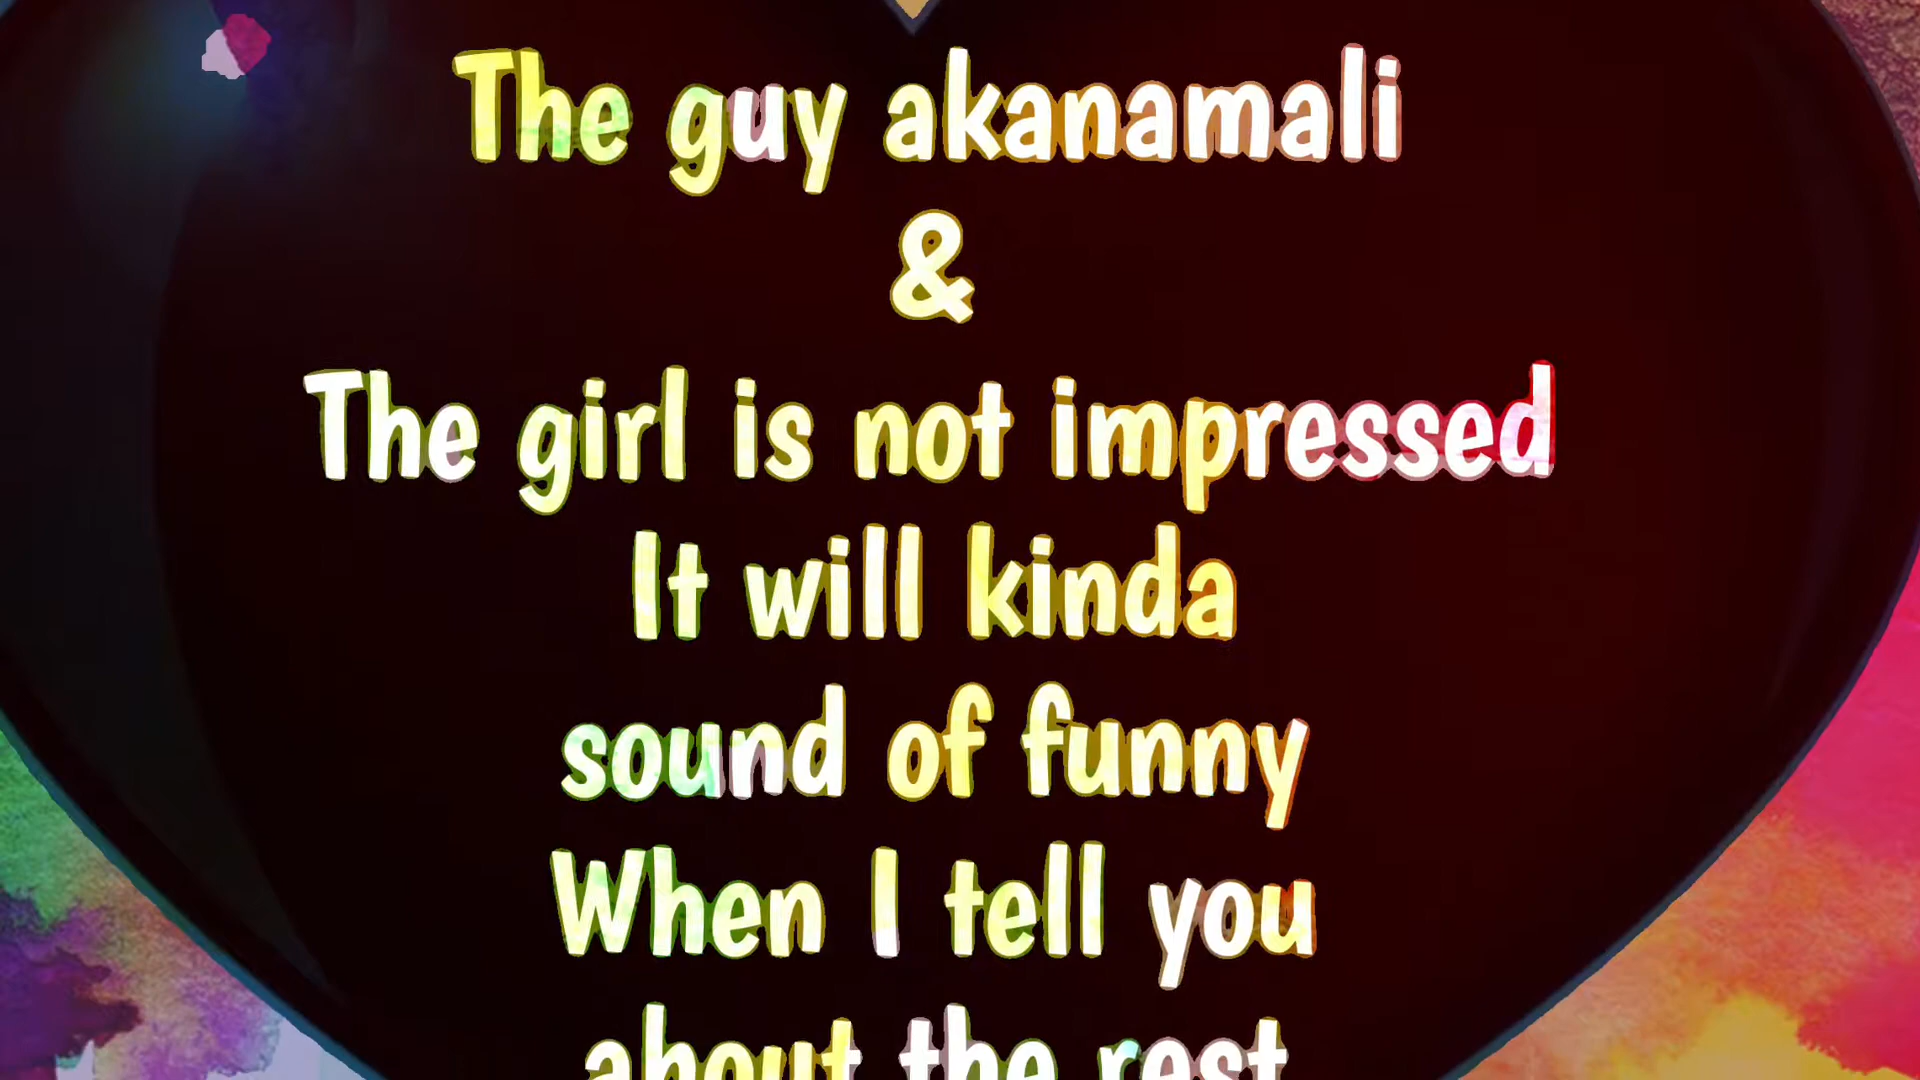 The guy akanamali
&
The girl is not impressed
It will kinda
sound of funny
When I tell you
about the rest